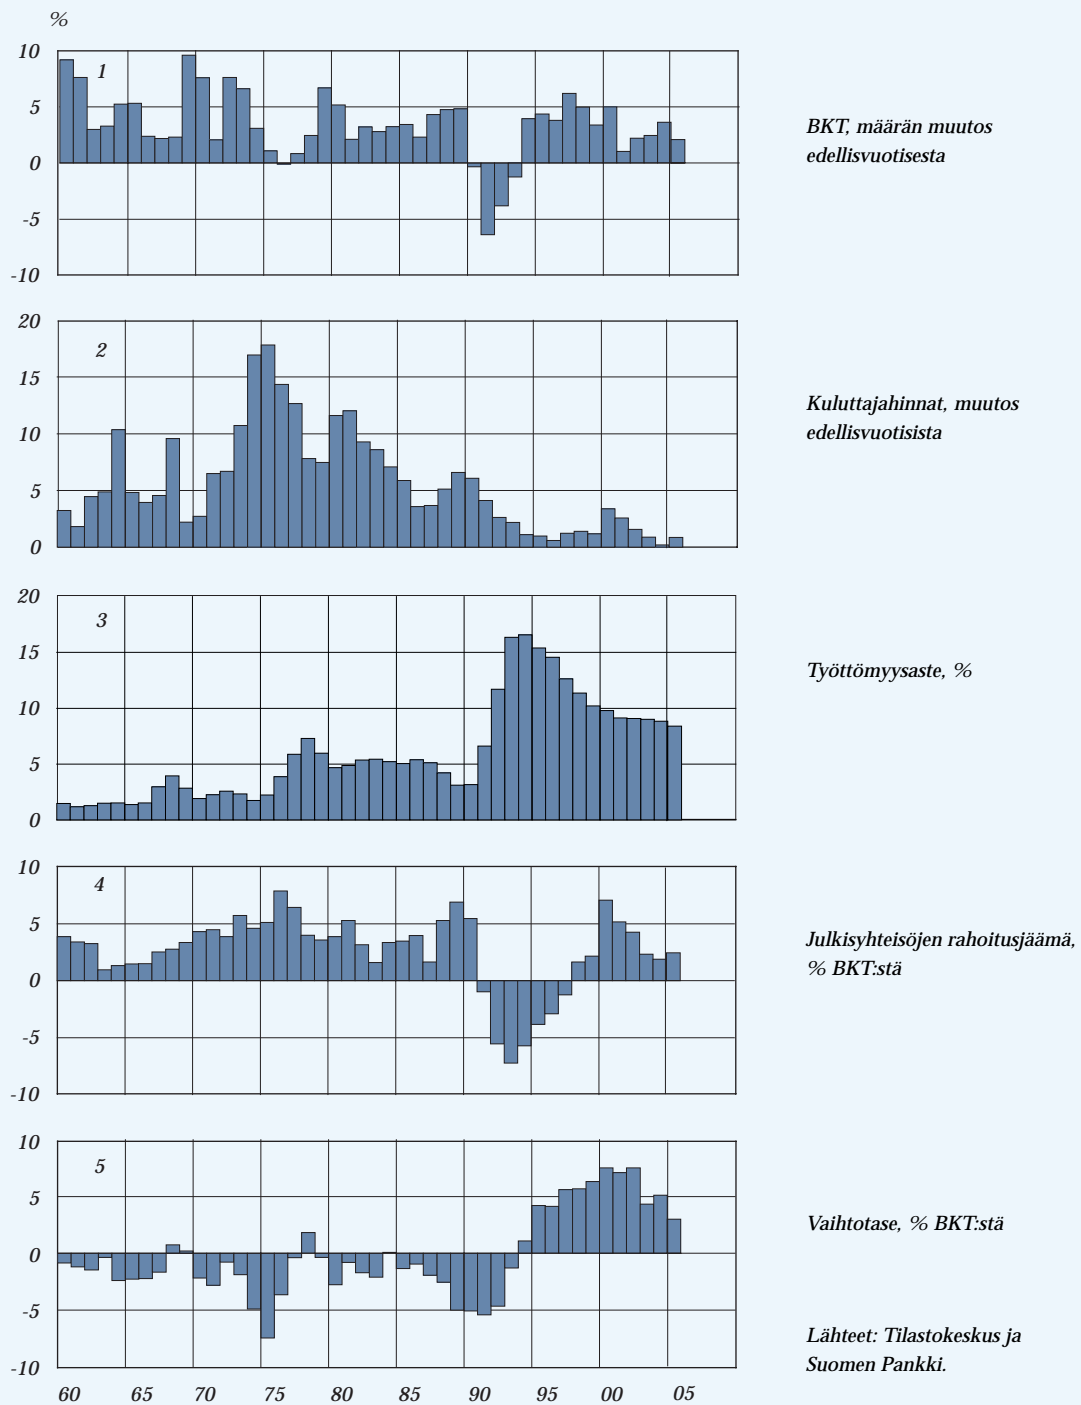 %
10
1
5
0
-5
-10
BKT, määrän muutos
edellisvuotisesta
20
2
15
10
5
0
Kuluttajahinnat, muutos
edellisvuotisista
20
3
15
10
5
0
Työttömyysaste, %
10
4
5
0
-5
-10
Julkisyhteisöjen rahoitusjäämä,
% BKT:stä
10
5
5
0
-5
-10
Vaihtotase, % BKT:stä
Lähteet: Tilastokeskus ja
Suomen Pankki.
60 65 70 75 80 85 90 95 00 05